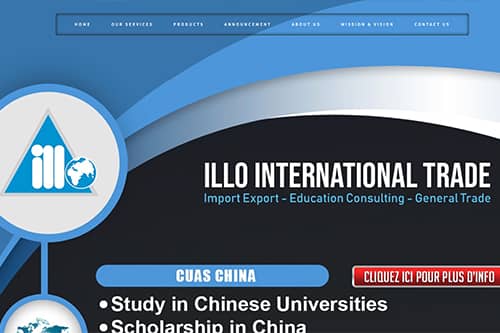 HOME OUR SERVICES PRODUCTS ANNOUNCEMENT ABOUT US MISSION & VISION CONTACT US
illo
ILLO INTERNATIONAL TRADE
Import Export - Education Consulting - General Trade
CUAS CHINA
CLIQUEZ ICI POUR PLUS D'INFO
•Study in Chinese Universities
•Scholarship in China